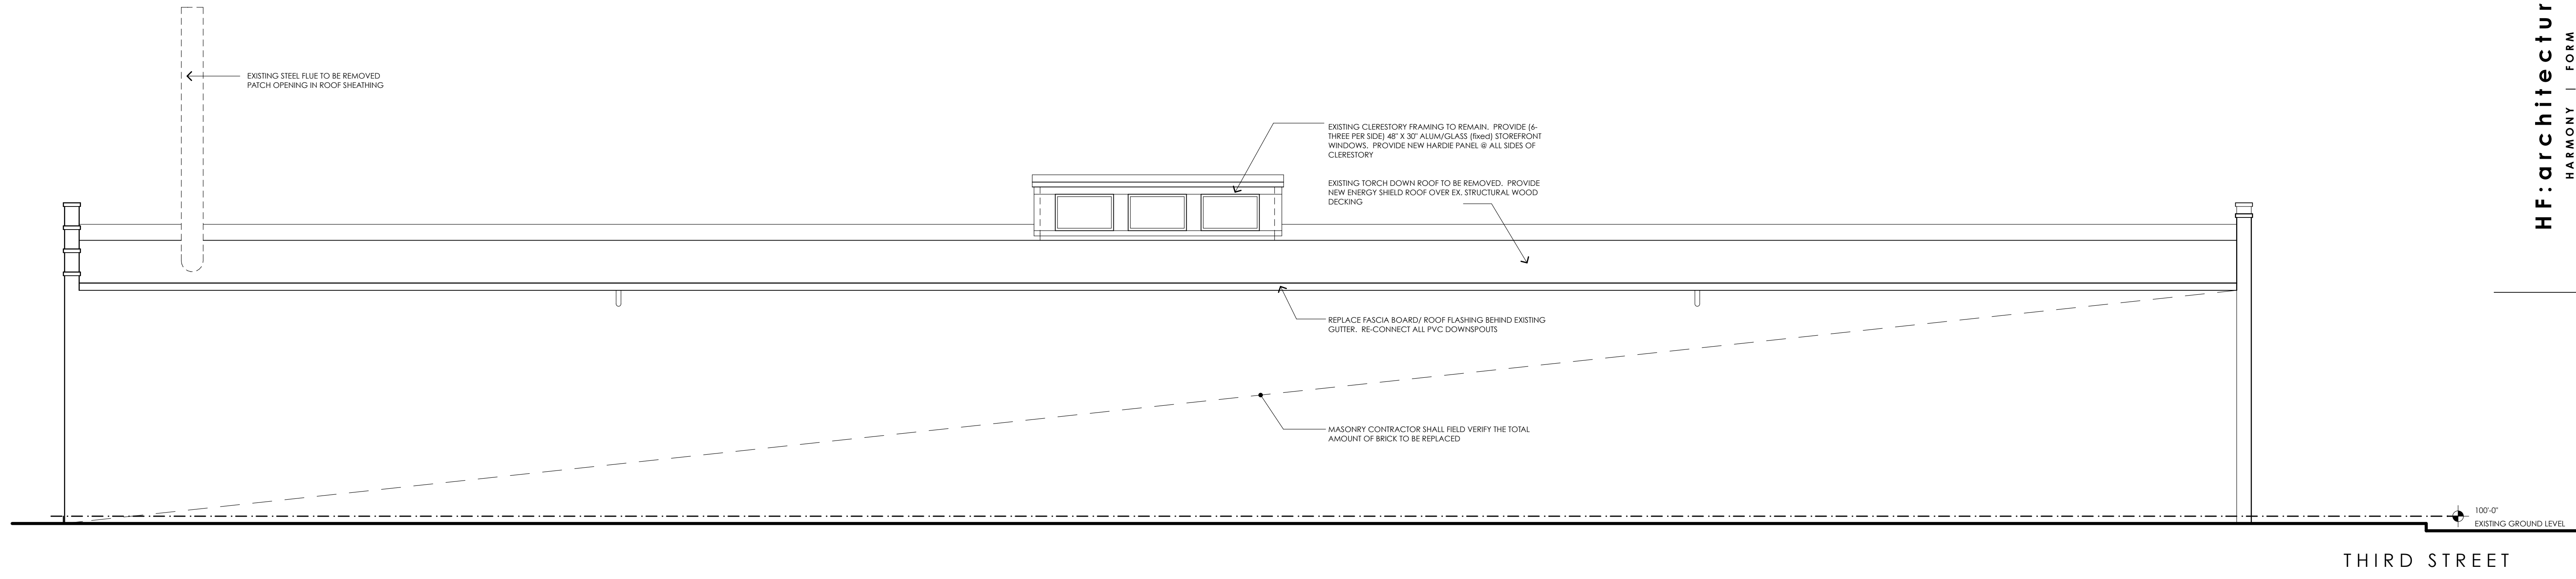 EXISTING STEEL FLUE TO BE REMOVED
PATCH OPENING IN ROOF SHEATHING
EXISTING CLERESTORY FRAMING TO REMAIN. PROVIDE (6-
THREE PER SIDE) 48" X 30" ALUM/GLASS (fixed) STOREFRONT
WINDOWS. PROVIDE NEW HARDIE PANEL @ ALL SIDES OF
CLERESTORY
EXISTING TORCH DOWN ROOF TO BE REMOVED. PROVIDE
NEW ENERGY SHIELD ROOF OVER EX. STRUCTURAL WOOD
DECKING
REPLACE FASCIA BOARD/ ROOF FLASHING BEHIND EXISTING
GUTTER. RE-CONNECT ALL PVC DOWNSPOUTS
MASONRY CONTRACTOR SHALL FIELD VERIFY THE TOTAL
AMOUNT OF BRICK TO BE REPLACED
100'-0"
EXISTING GROUND LEVEL
THIRD STREET
HF:architectur
HARMONY | FORM